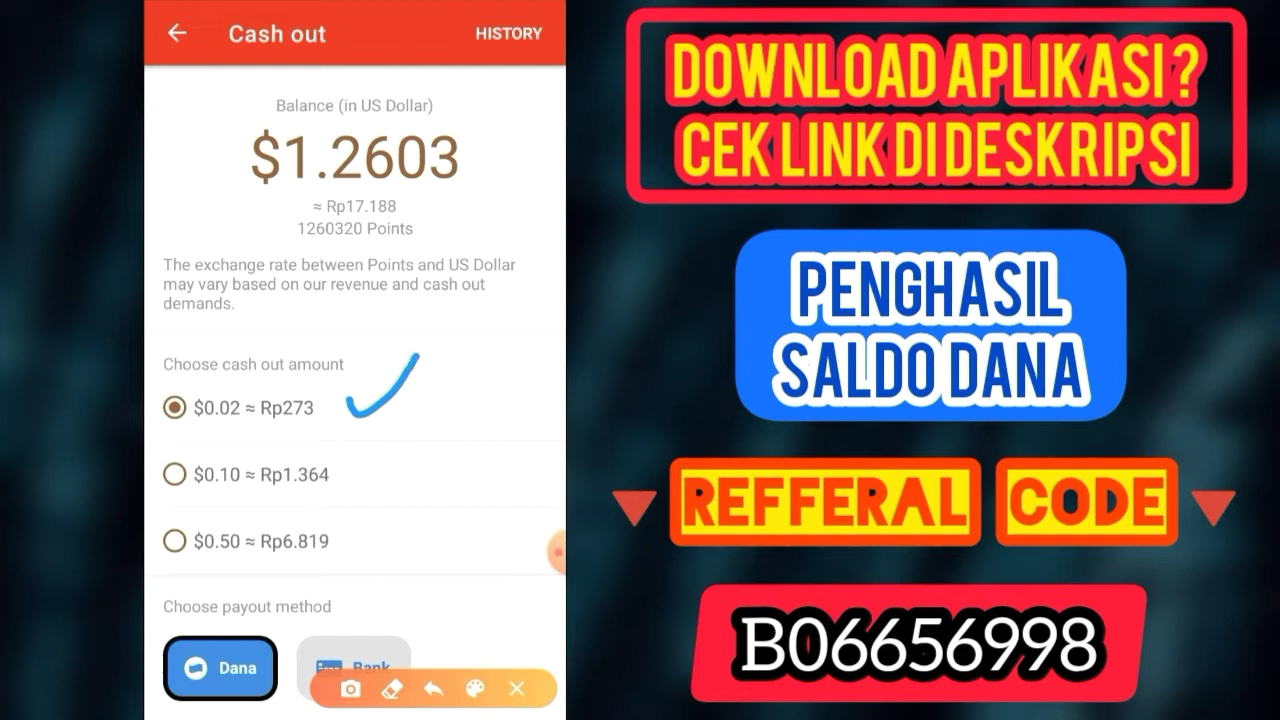 Cash out
HISTORY
Balance (in US Dollar)
$1.2603
≈ Rp17.188
1260320 Points
The exchange rate between Points and US Dollar
may vary based on our revenue and cash out
demands.
Choose cash out amount
$0.02 ≈ Rp273
$0.10 ≈ Rp1.364
$0.50 ≈ Rp6.819
Choose payout method
Dana
Bank
DOWNLOAD APLIKASI ?
CEK LINK DI DESKRIPSI
PENGHASIL
SALDO DANA
REFFERAL CODE
B06656998